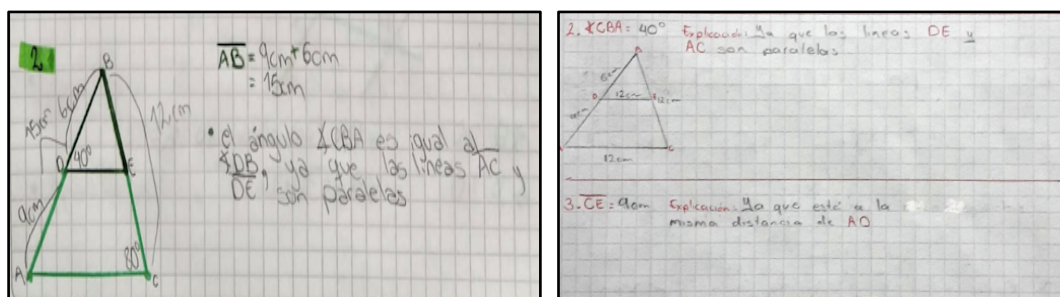 2
AB = 9cm + 6cm
= 15cm
• el ángulo ∡CBA es igual al
∡DB ya que las líneas AC y
DE, son paralelas
B
15cm
6cm
12cm
D
40°
E
9cm
A
80°
C
2. ∡CBA = 40° Explicación: Ya que las lineas DE y
AC son paralelas
6cm
D
12cm
12cm
12cm
C
3. CE = 9cm Explicación: Ya que está a la
misma distancia de AD